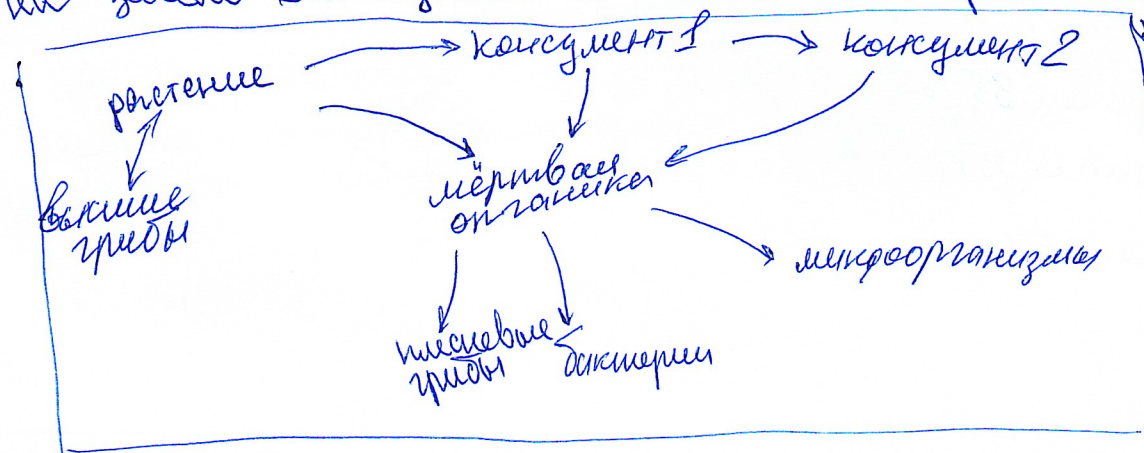 консумент 1
консумент 2
растение
мёртвая
органика
высшие
грибы
микроорганизмы
плесневые
грибы
бактерии